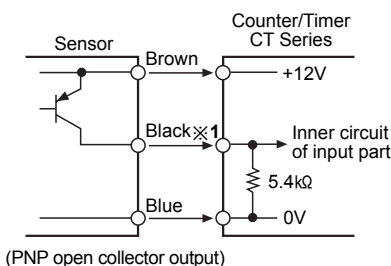 Counter/Timer
CT Series
Sensor
Brown
+12V
Black※1
Inner circuit
of input part
5.4kΩ
Blue
0V
(PNP open collector output)